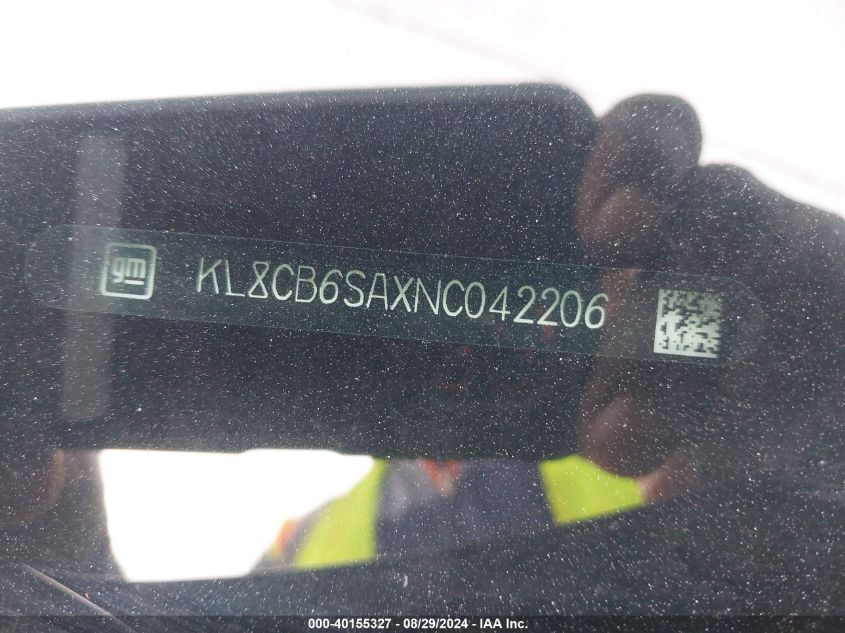 gm KL8CB6SAXNC042206
000-40155327 - 08/29/2024 - IAA Inc.